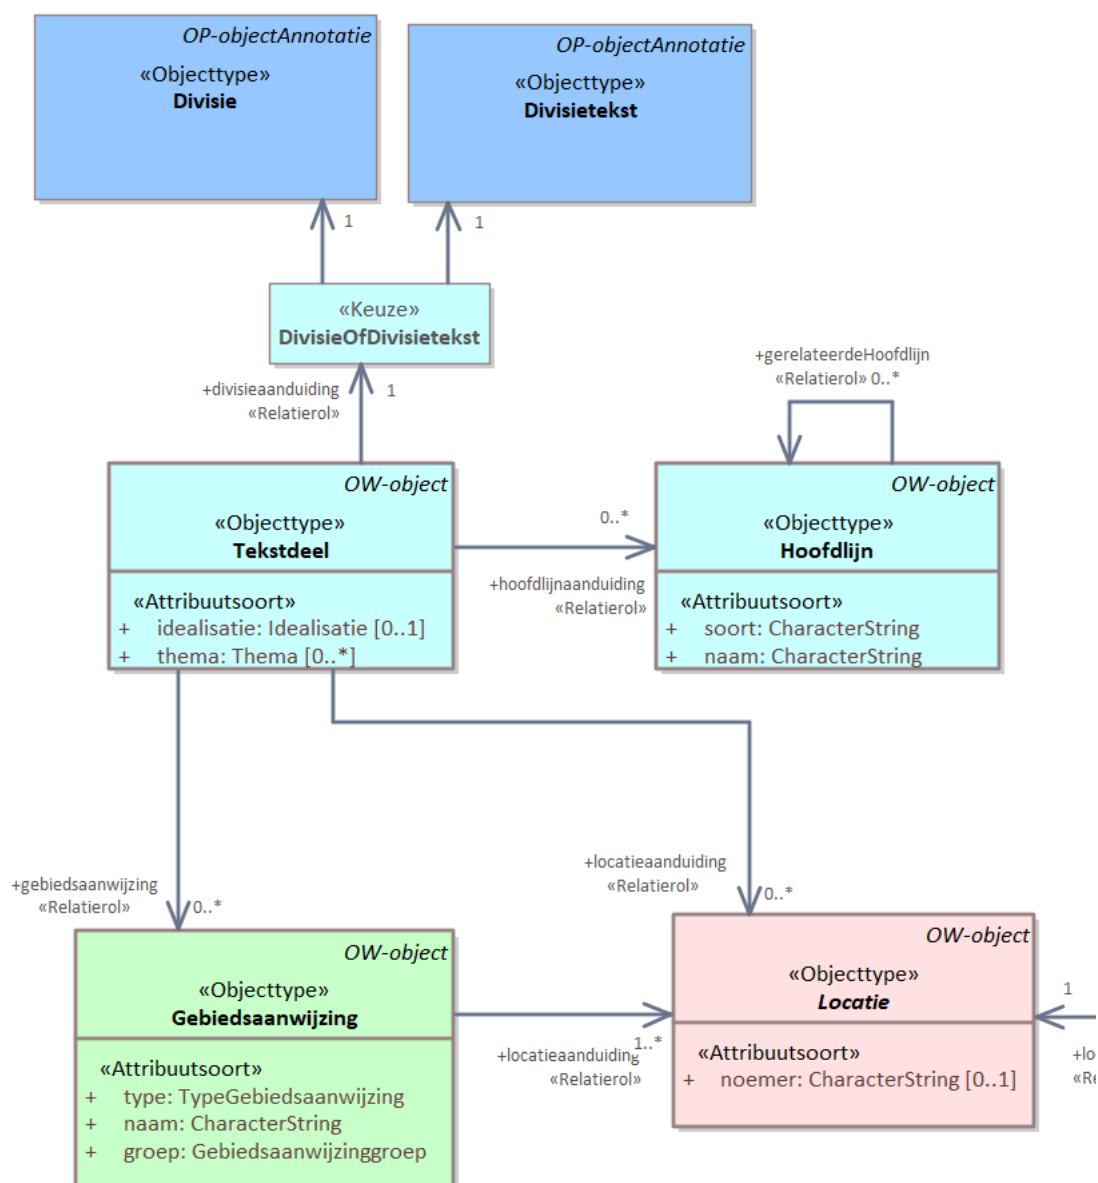 OP-objectAnnotatie
«Objecttype»
Divisie
OP-objectAnnotatie
«Objecttype»
Divisietekst
1
1
«Keuze»
DivisieOfDivisietekst
+divisieaanduiding
«Relatierol»
1
+gerelateerdeHoofdlijn
«Relatierol» 0..*
OW-object
«Objecttype»
Tekstdeel
«Attribuutsoort»
+ idealisatie: Idealisatie [0..1]
+ thema: Thema [0..*]
0..*
+hoofdlijnaanduiding
«Relatierol»
OW-object
«Objecttype»
Hoofdlijn
«Attribuutsoort»
+ soort: CharacterString
+ naam: CharacterString
+gebiedsaanwijzing
«Relatierol»
0..*
+locatieaanduiding
«Relatierol»
0..*
OW-object
«Objecttype»
Gebiedsaanwijzing
«Attribuutsoort»
+ type: TypeGebiedsaanwijzing
+ naam: CharacterString
+ groep: Gebiedsaanwijzinggroep
1..*
+locatieaanduiding
«Relatierol»
OW-object
«Objecttype»
Locatie
«Attribuutsoort»
+ noemer: CharacterString [0..1]
1
+lo
«Re